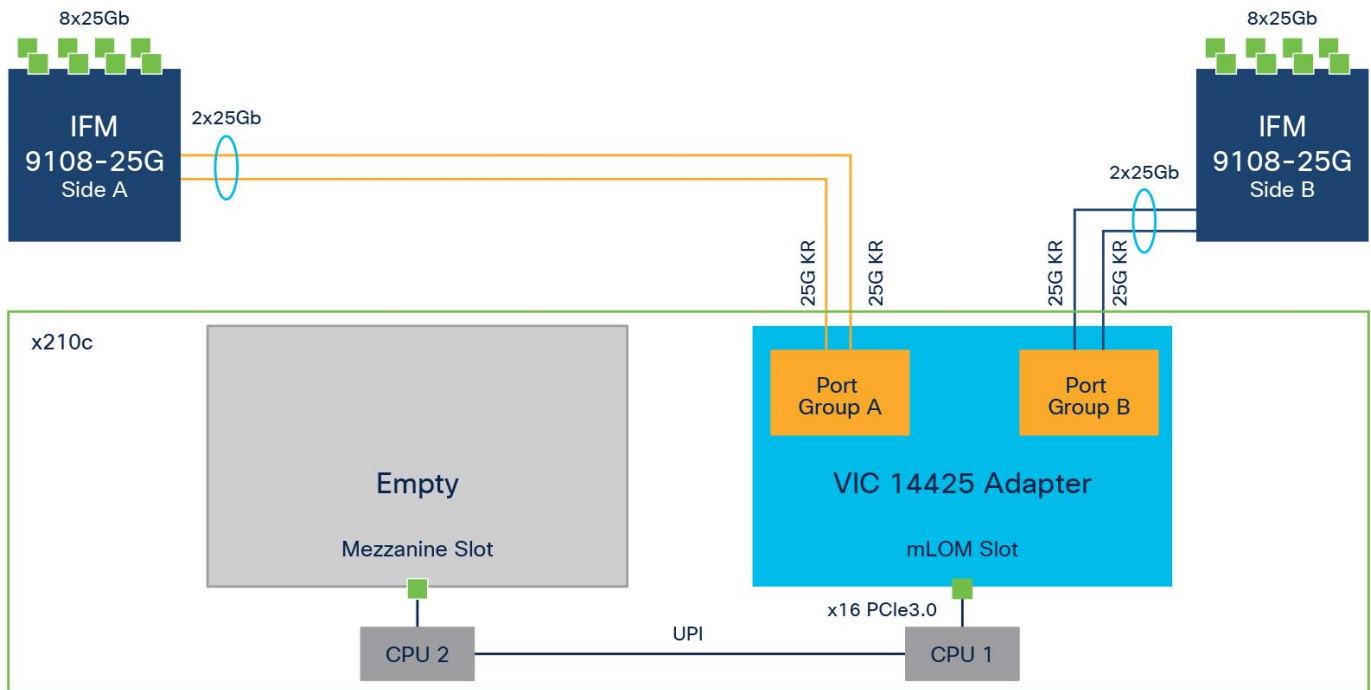 8x25Gb
IFM
9108-25G
Side A
2x25Gb
8x25Gb
IFM
9108-25G
Side B
2x25Gb
25G KR
25G KR
25G KR
25G KR
x210c
Empty
Mezzanine Slot
Port
Group A
Port
Group B
VIC 14425 Adapter
mLOM Slot
x16 PCIe3.0
CPU 2
UPI
CPU 1